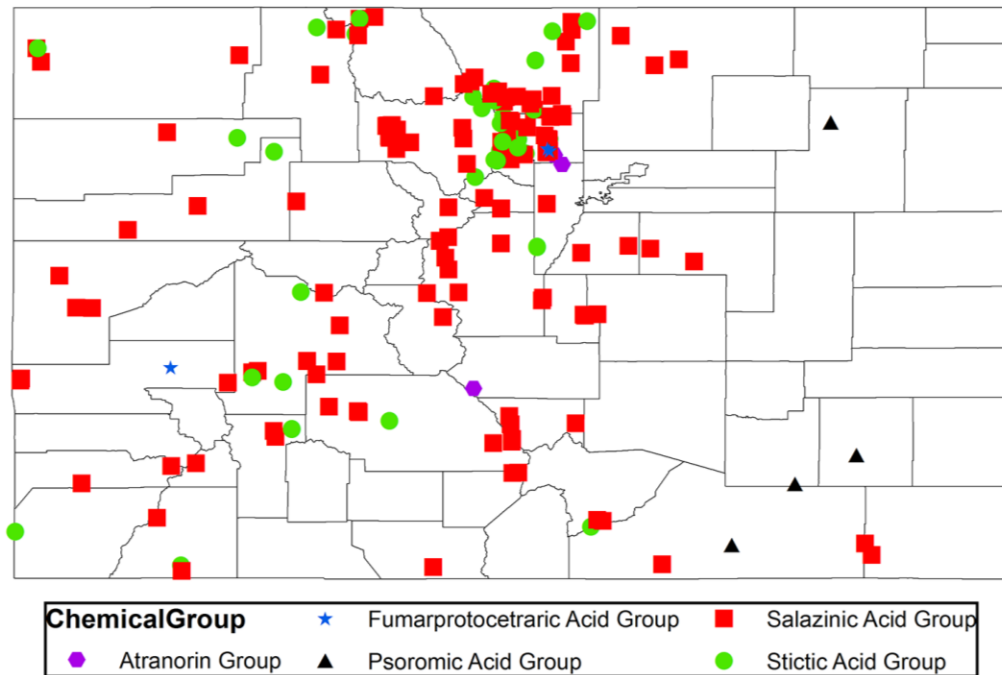 ChemicalGroup Fumarprotocetraric Acid Group Salazinic Acid Group
Atranorin Group Psoromic Acid Group Stictic Acid Group